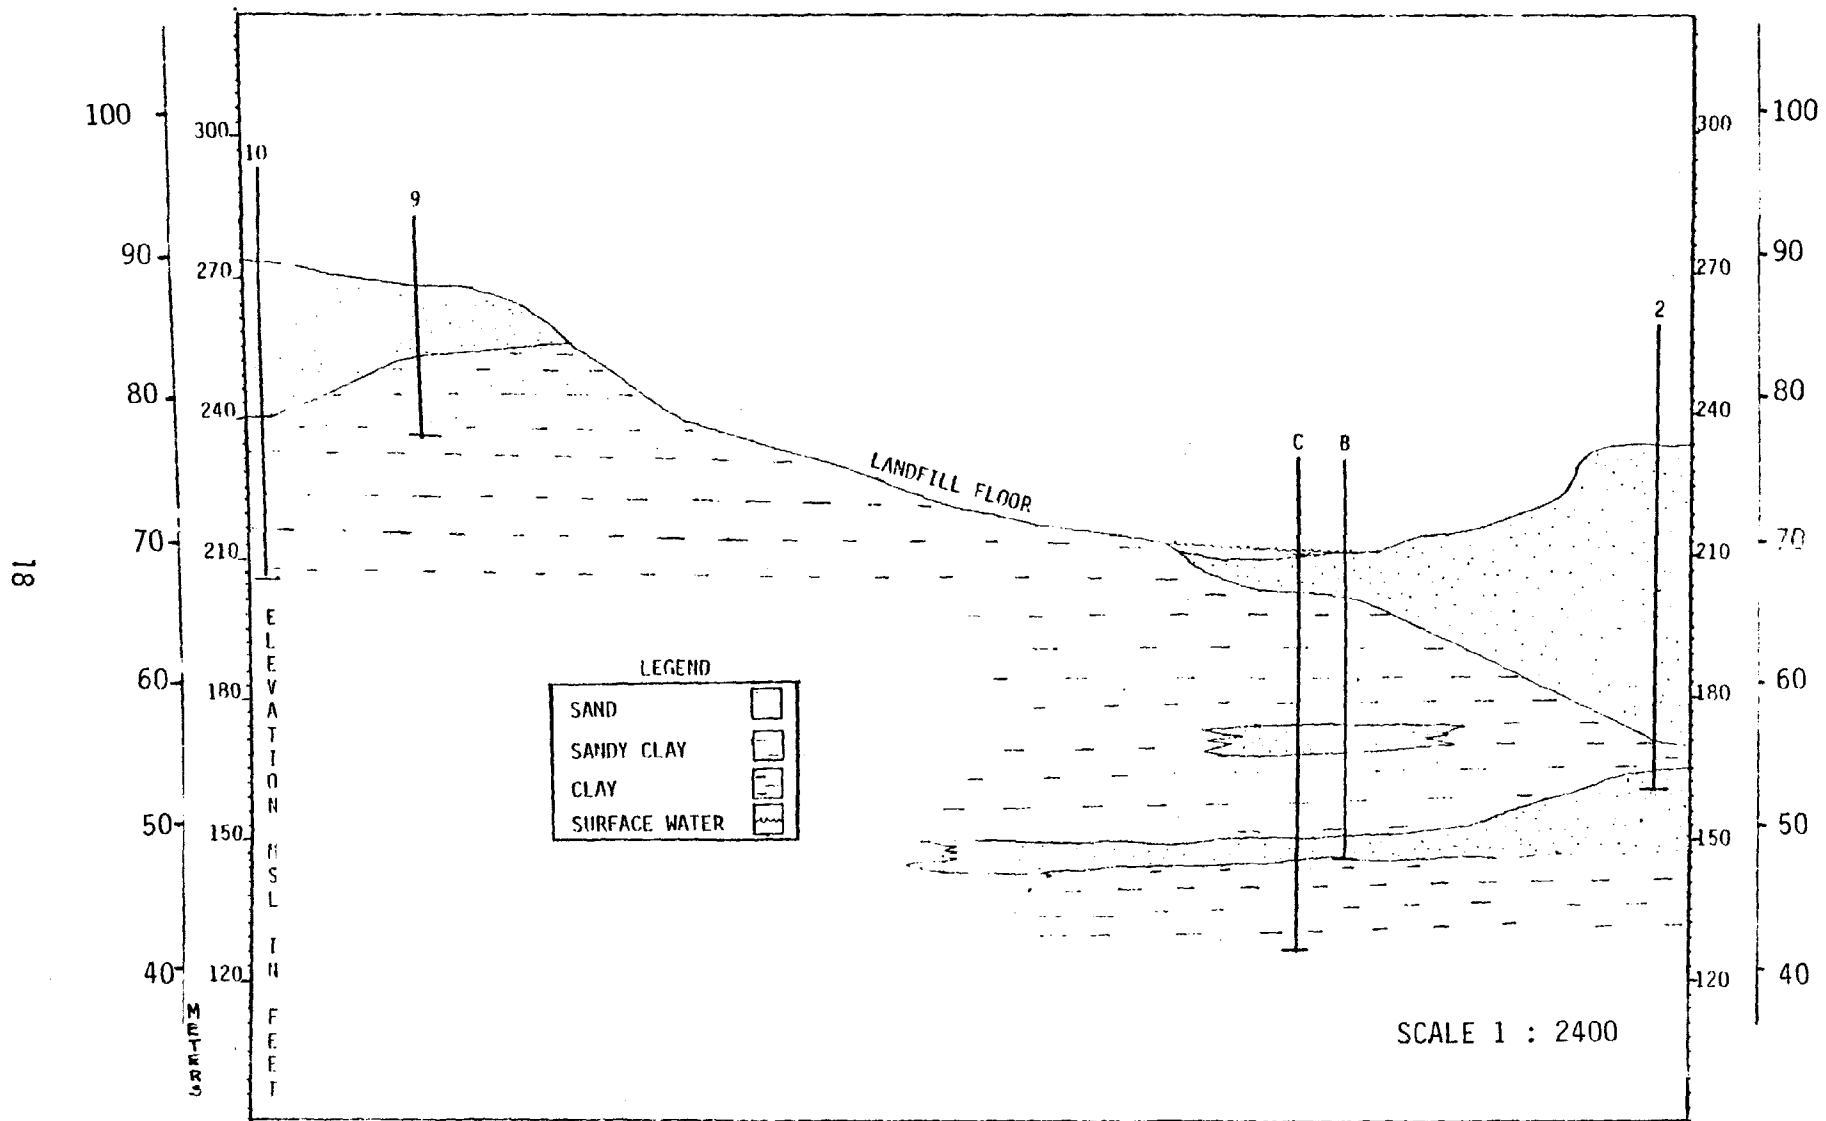 100
90
80
70
60
50
40
METERS
300
270
240
210
180
150
120
ELEVATION MSL IN FEET
10
9
LANDFILL FLOOR
C
B
2
LEGEND
SAND
SANDY CLAY
CLAY
SURFACE WATER
300
270
240
210
180
150
120
100
90
80
70
60
50
40
SCALE 1 : 2400
18